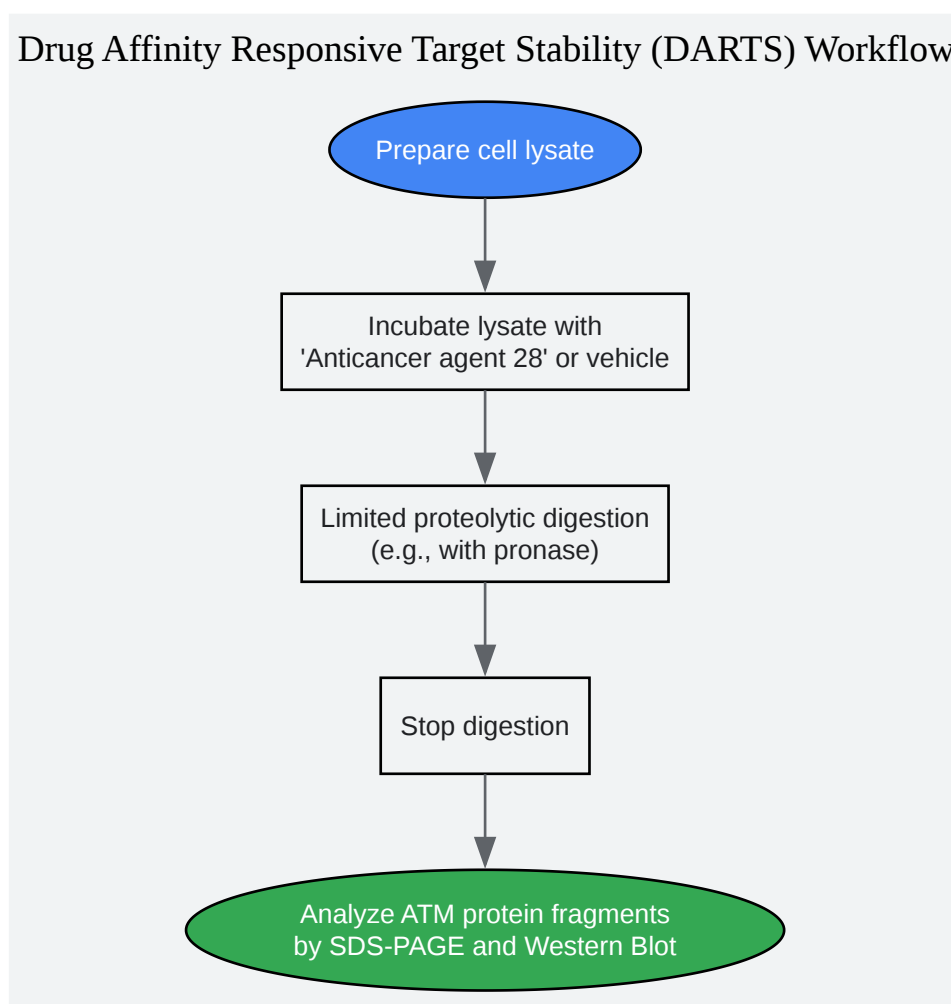 Drug Affinity Responsive Target Stability (DARTS) Workflow
Prepare cell lysate
Incubate lysate with
'Anticancer agent 28' or vehicle
Limited proteolytic digestion
(e.g., with pronase)
Stop digestion
Analyze ATM protein fragments
by SDS-PAGE and Western Blot